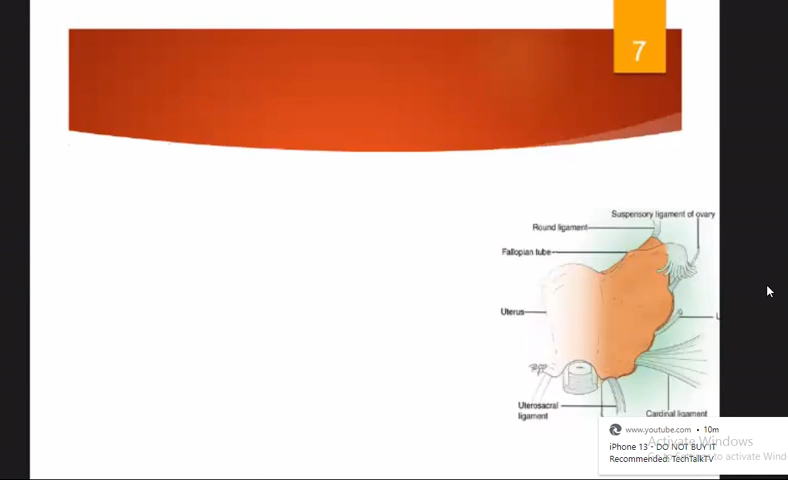 7
Suspensory ligament of ovary
Round ligament
Fallopian tube
Uterus
Uterosacral
ligament
Cardinal ligament
www.youtube.com • 10m
Activate Windows
iPhone 13 - DO NOT BUY IT
Recommended: TechTalkTV